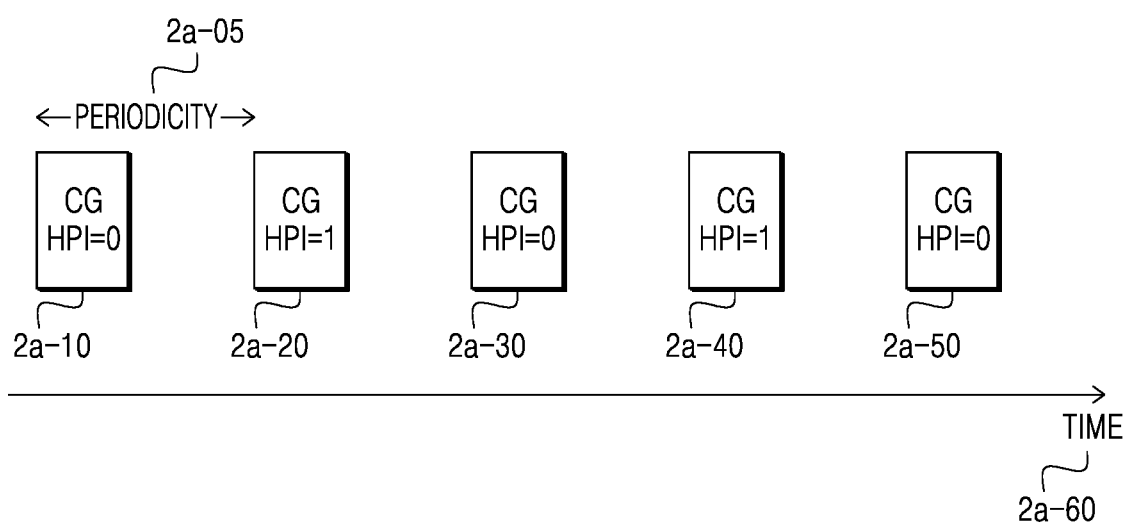 2a-05
PERIODICITY
CG
HPI=0
CG
HPI=1
CG
HPI=0
CG
HPI=1
CG
HPI=0
2a-10
2a-20
2a-30
2a-40
2a-50
TIME
2a-60